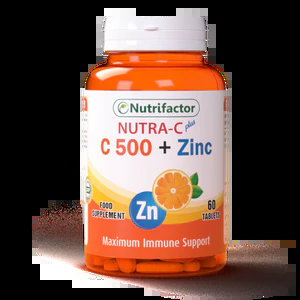 Nutrifactor
NUTRA-C plus
C 500 + Zinc
FOOD
SUPPLEMENT
Zn
60
TABLETS
Maximum Immune Support